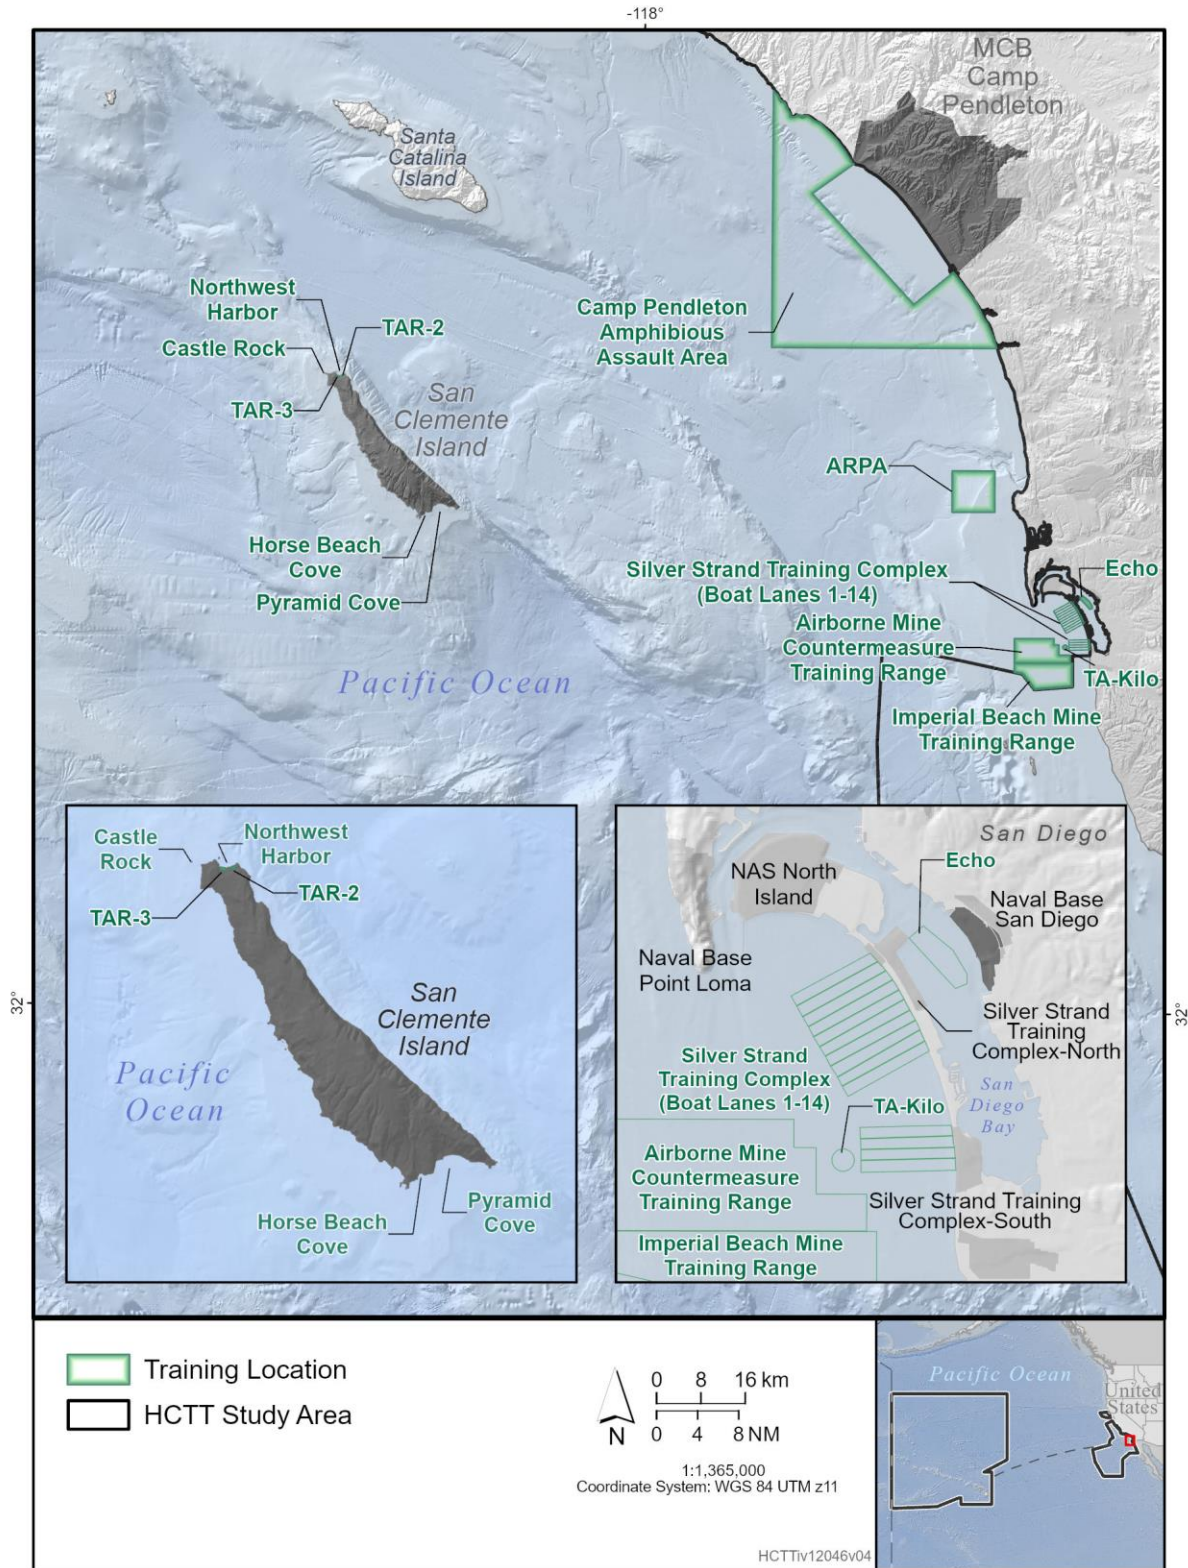 -118°
MCB
Camp
Pendleton
Santa
Catalina
Island
Northwest
Harbor
TAR-2
Castle Rock
TAR-3
San
Clemente
Island
Camp Pendleton
Amphibious
Assault Area
ARPA
Horse Beach
Cove
Pyramid Cove
Silver Strand Training Complex
(Boat Lanes 1-14)
Echo
Airborne Mine
Countermeasure
Training Range
TA-Kilo
Imperial Beach Mine
Training Range
Pacific Ocean
32°
32°
Castle
Rock
Northwest
Harbor
TAR-2
TAR-3
San
Clemente
Island
Pacific
Ocean
Horse Beach
Cove
Pyramid
Cove
San Diego
Echo
NAS North
Island
Naval Base
San Diego
Naval Base
Point Loma
Silver Strand
Training
Complex-North
Silver Strand
Training Complex
(Boat Lanes 1-14)
San
Diego
Bay
TA-Kilo
Airborne Mine
Countermeasure
Training Range
Silver Strand Training
Complex-South
Imperial Beach Mine
Training Range
Training Location
HCTT Study Area
N
0 8 16 km
0 4 8 NM
1:1,365,000
Coordinate System: WGS 84 UTM z11
HCTTiv12046v04
Pacific Ocean
United
States